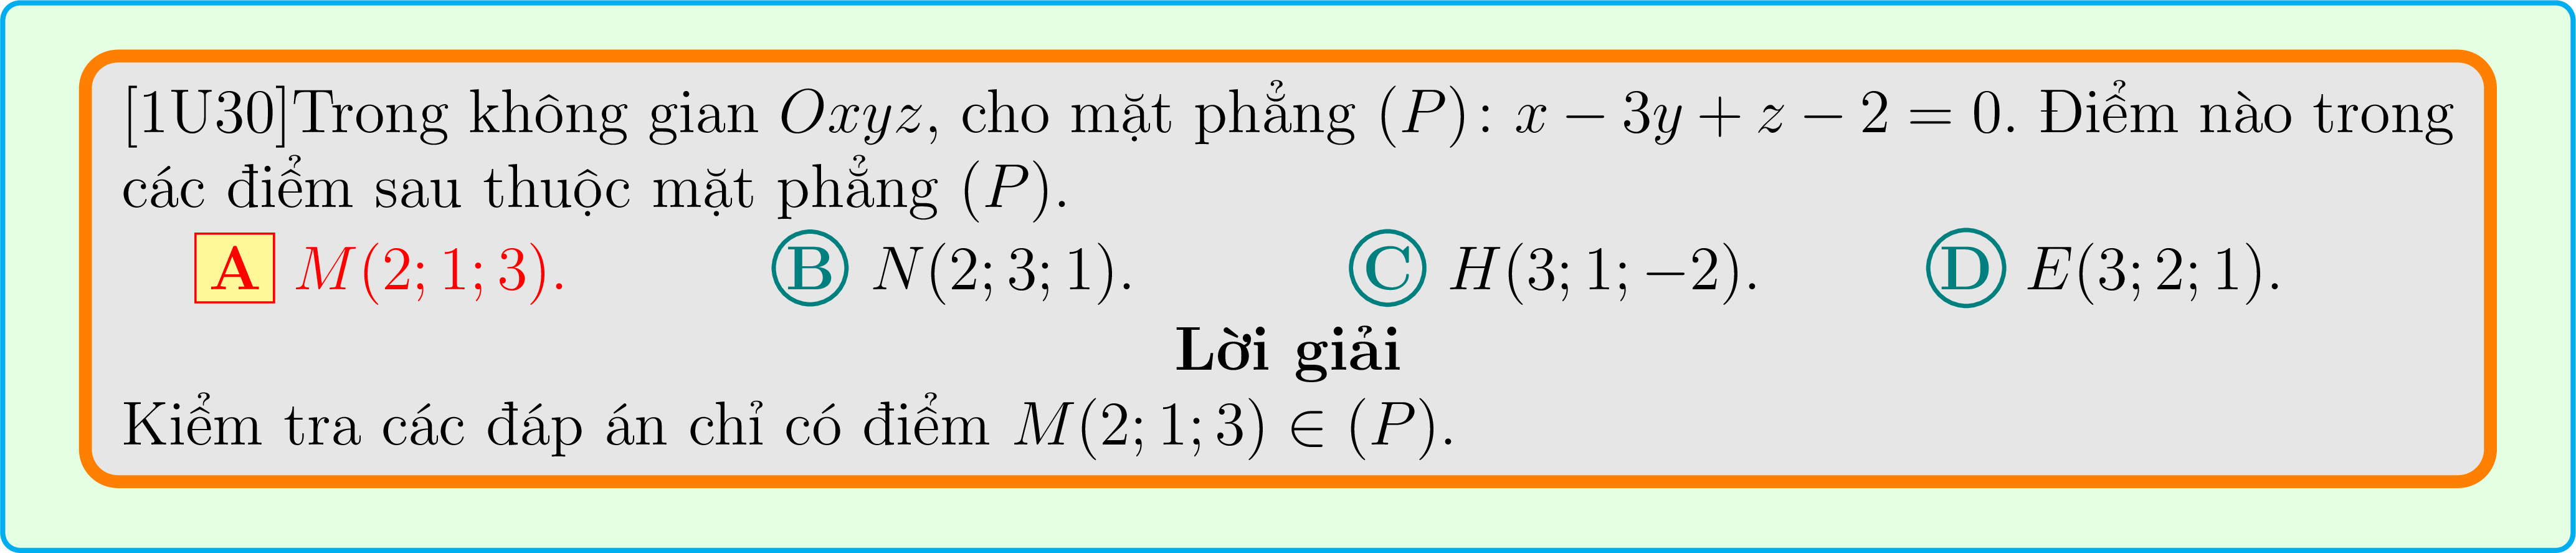 [1U30]Trong không gian Oxyz, cho mặt phẳng (P): x − 3y + z − 2 = 0. Điểm nào trong
các điểm sau thuộc mặt phẳng (P).
A M(2; 1; 3). B N(2; 3; 1). C H(3; 1; −2). D E(3; 2; 1).
Lời giải
Kiểm tra các đáp án chỉ có điểm M(2; 1; 3) ∈ (P).